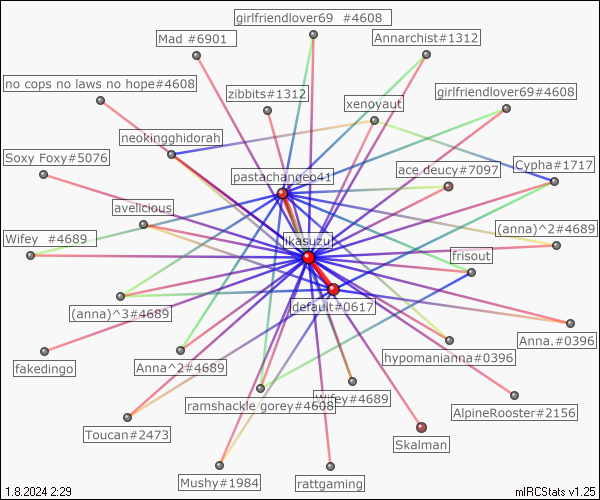 girlfriendlover69 #4608
Mad #6901
Annarchist#1312
no cops no laws no hope#4608
zibbits#1312
xenoyaut
girlfriendlover69#4608
neokingghidorah
Soxy Foxy#5076
pastachangeo41
ace deucy#7097
Cypha#1717
avelicious
Wifey #4689
|kasuzu|
(anna)^2#4689
frisout
(anna)^3#4689
default#0617
Anna.#0396
fakedingo
Anna^2#4689
hypomanianna#0396
ramshackle gorey#4608
Wifey#4689
AlpineRooster#2156
Toucan#2473
Skalman
Mushy#1984
rattgaming
1.8.2024 2:29
mIRCStats v1.25